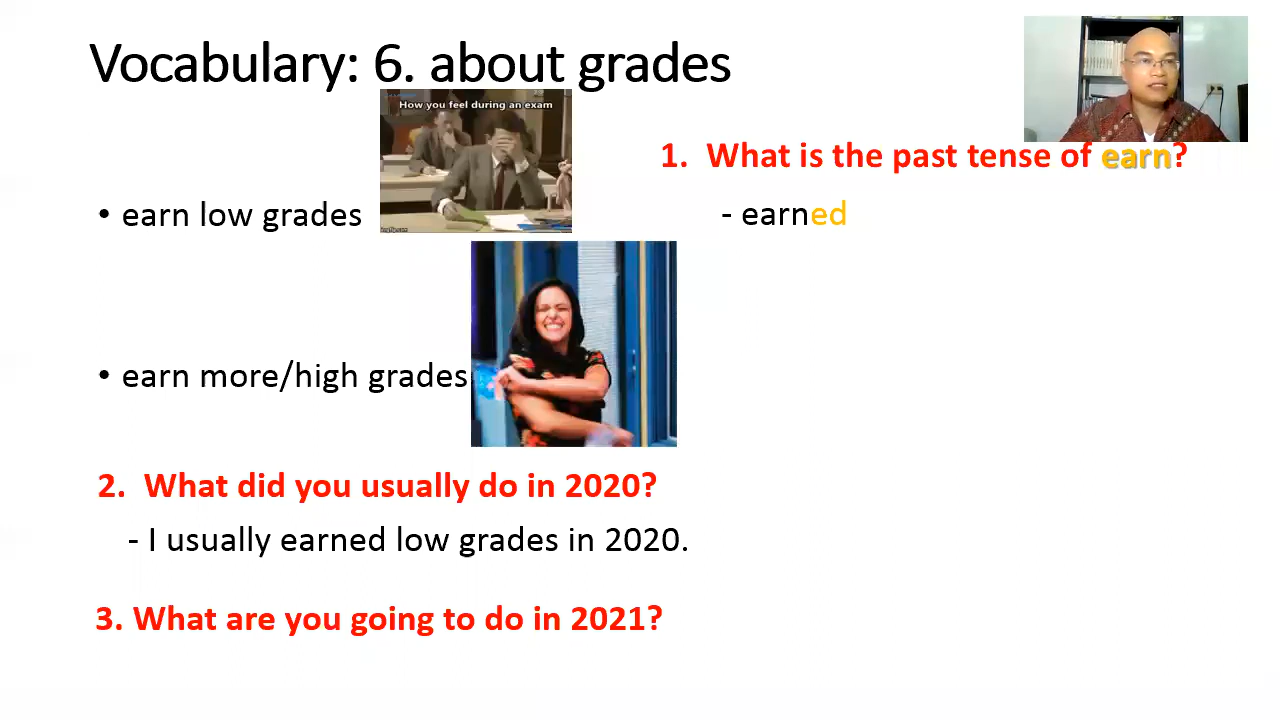 Vocabulary: 6. about grades
How you feel during an exam
1. What is the past tense of earn?
• earn low grades
- earned
imgflip.com
• earn more/high grades
2. What did you usually do in 2020?
- I usually earned low grades in 2020.
3. What are you going to do in 2021?